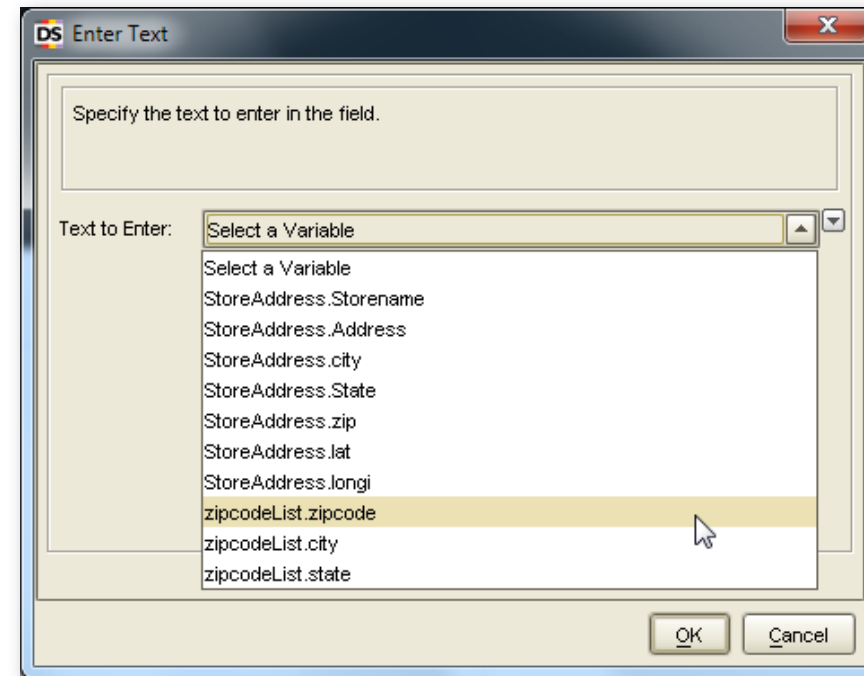 DS Enter Text
X
Specify the text to enter in the field.
Text to Enter: Select a Variable
Select a Variable
StoreAddress.Storename
StoreAddress.Address
StoreAddress.city
StoreAddress.State
StoreAddress.zip
StoreAddress.lat
StoreAddress.longi
zipcodeList.zipcode
zipcodeList.city
zipcodeList.state
OK Cancel